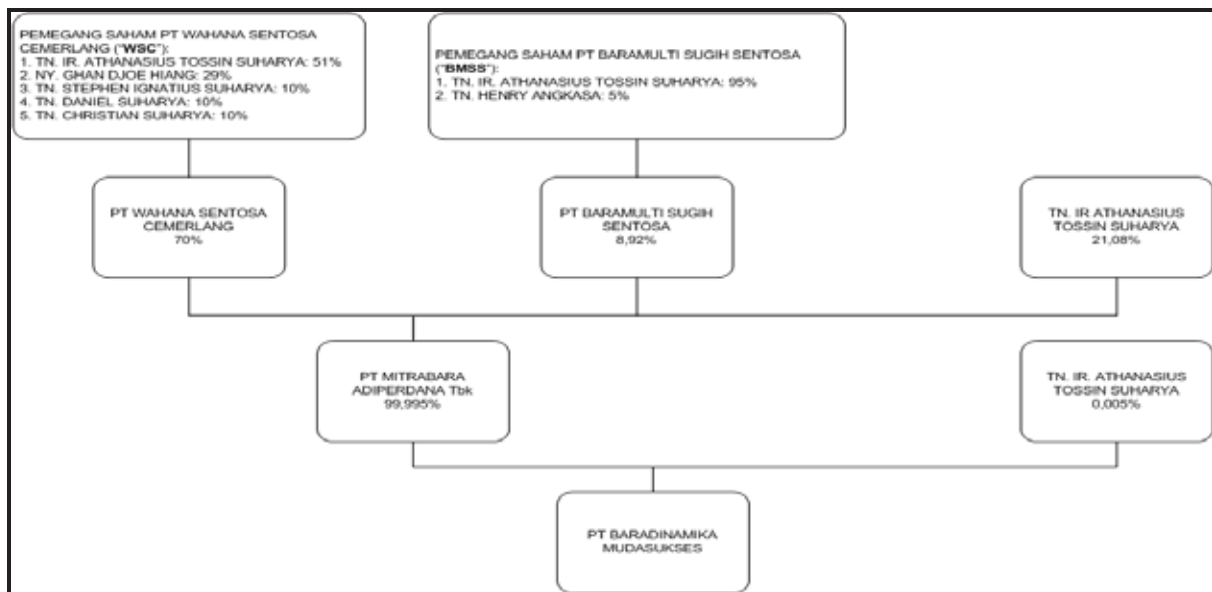 PEMEGANG SAHAM PT WAHANA SENTOSA
CEMERLANG ("WSC"):
1. TN. IR. ATHANASIUS TOSSIN SUHARYA: 51%
2. NY. GHAN DJOE HIANG: 29%
3. TN. STEPHEN IGNATIUS SUHARYA: 10%
4. TN. DANIEL SUHARYA: 10%
5. TN. CHRISTIAN SUHARYA: 10%
PEMEGANG SAHAM PT BARAMULTI SUGIH SENTOSA
("BMSS"):
1. TN. IR. ATHANASIUS TOSSIN SUHARYA: 95%
2. TN. HENRY ANGKASA: 5%
PT WAHANA SENTOSA
CEMERLANG
70%
PT BARAMULTI SUGIH
SENTOSA
8,92%
TN. IR ATHANASIUS
TOSSIN SUHARYA
21,08%
PT MITRABARA
ADIPERDANA Tbk
99,995%
TN. IR. ATHANASIUS
TOSSIN SUHARYA
0,005%
PT BARADINAMIKA
MUDASUKSES